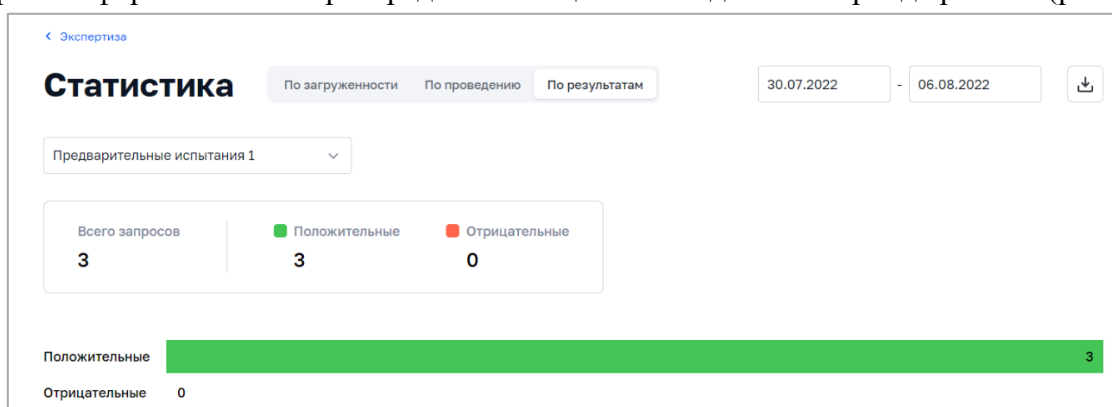 ‹ Экспертиза
Статистика По загруженности По проведению По результатам 30.07.2022 - 06.08.2022
Предварительные испытания 1
Всего запросов Положительные Отрицательные
3 3 0
Положительные 3
Отрицательные 0